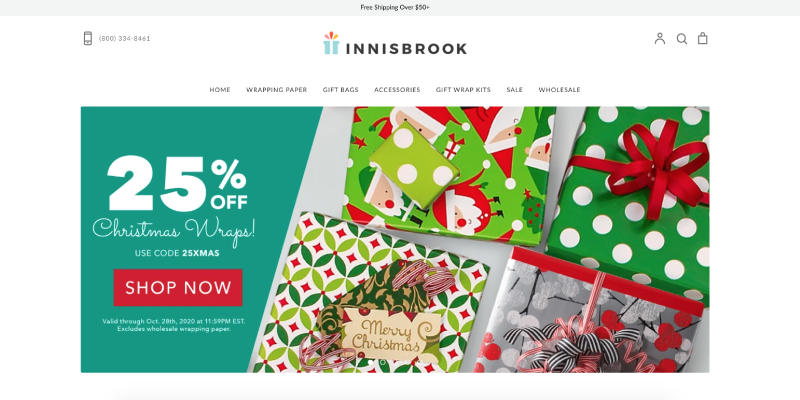 Free Shipping Over $50+
(800) 334-8461
INNISBROOK
HOME WRAPPING PAPER GIFT BAGS ACCESSORIES GIFT WRAP KITS SALE WHOLESALE
25% OFF
Christmas Wraps!
USE CODE 25XMAS
SHOP NOW
Valid through Oct. 28th, 2020 at 11:59PM EST.
Excludes wholesale wrapping paper.
Merry
Christmas